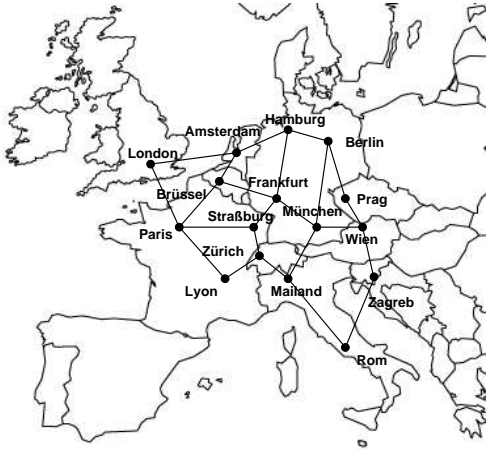 Hamburg
Amsterdam
Berlin
London
Brüssel
Frankfurt
Prag
Straßburg
München
Paris
Wien
Zürich
Lyon
Mailand
Zagreb
Rom